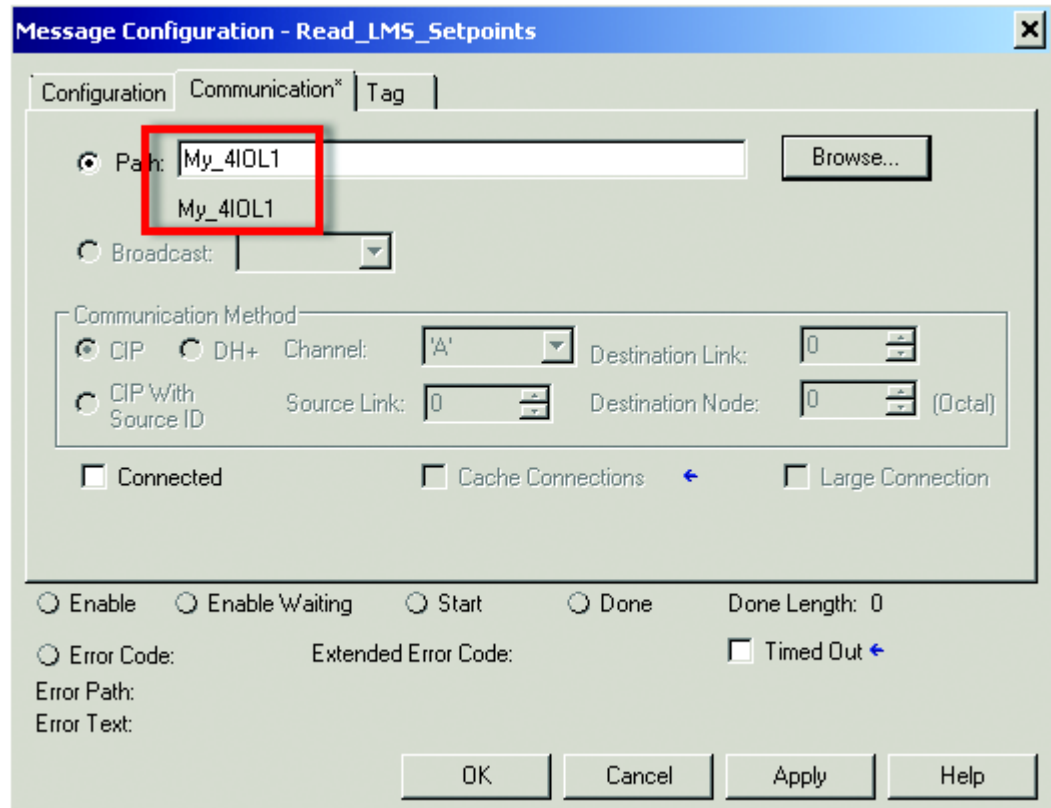 Message Configuration - Read_LMS_Setpoints
Configuration Communication* Tag
Path: My_4IOL1 Browse...
My_4IOL1
Broadcast:
Communication Method
CIP DH+ Channel: 'A' Destination Link: 0
CIP With Source ID Source Link: 0 Destination Node: 0 (Octal)
Connected Cache Connections Large Connection
Enable Enable Waiting Start Done Done Length: 0
Error Code: Extended Error Code: Timed Out
Error Path:
Error Text:
OK Cancel Apply Help